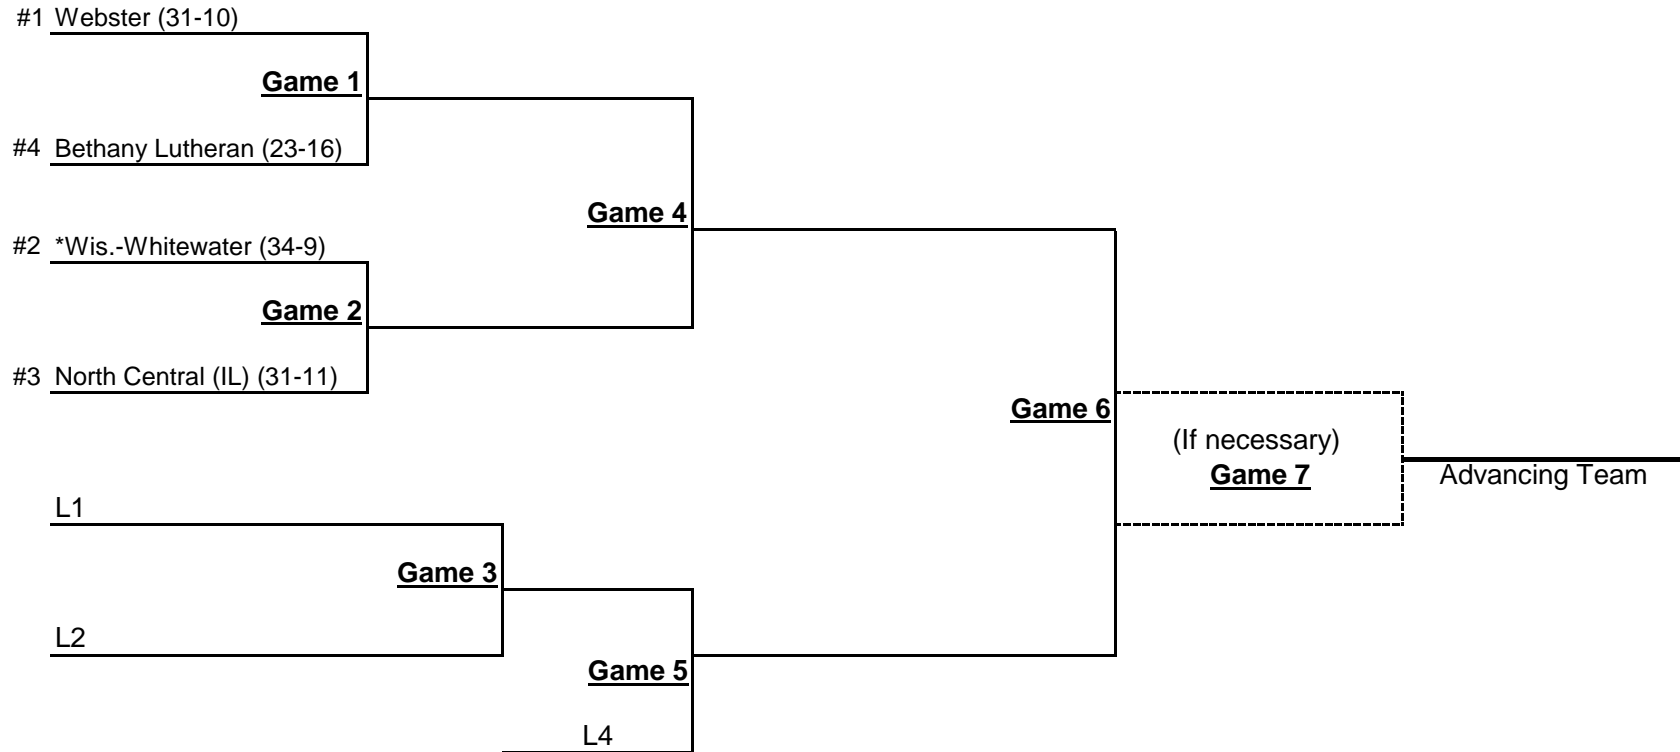 #1 Webster (31-10)
Game 1
#4 Bethany Lutheran (23-16)
Game 4
#2 *Wis.-Whitewater (34-9)
Game 2
#3 North Central (IL) (31-11)
Game 6
(If necessary)
Game 7
Advancing Team
L1
Game 3
L2
Game 5
L4